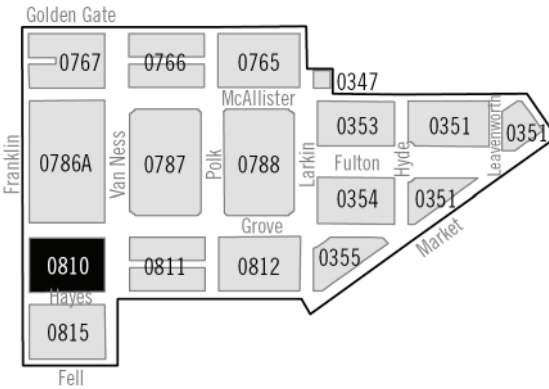 Golden Gate
0767
0766
0765
0347
McAllister
0353
0351
Leavenworth
0351
Franklin
0786A
Van Ness
0787
Polk
0788
Larkin
Fulton
Hyde
0354
0351
Market
Grove
0810
0811
0812
0355
Hayes
0815
Fell